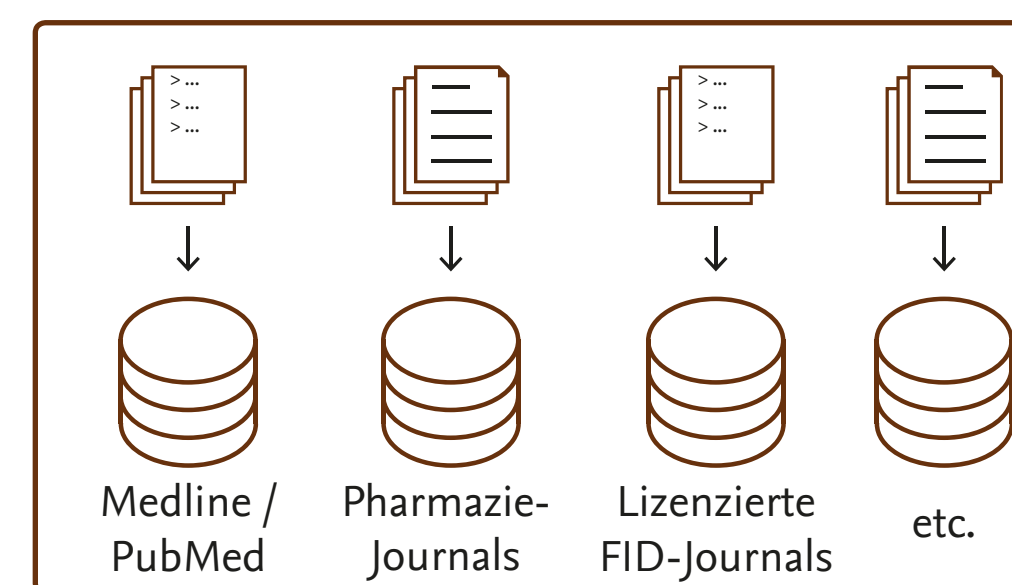 > ...
> ...
> ...
> ...
> ...
> ...
Medline /
PubMed
Pharmazie-
Journals
Lizenzierte
FID-Journals
etc.